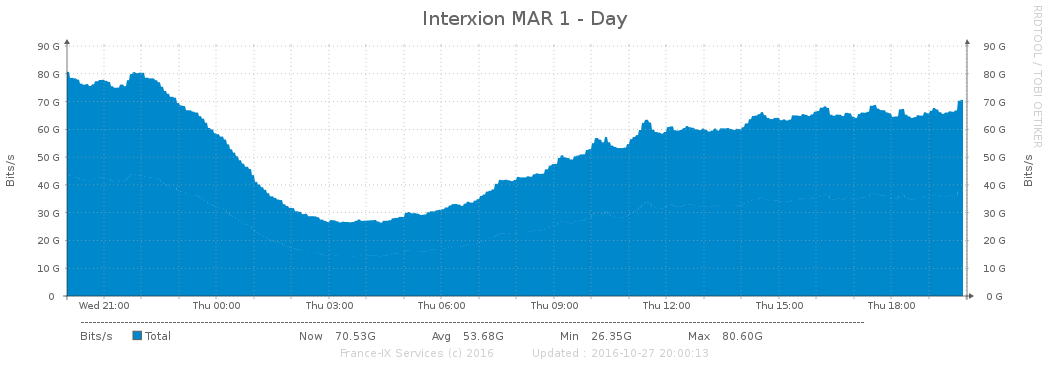 Interxion MAR 1 - Day
RRDTOOL / TOBI OETIKER
Bits/s
Bits/s
90 G 90 G
80 G 80 G
70 G 70 G
60 G 60 G
50 G 50 G
40 G 40 G
30 G 30 G
20 G 20 G
10 G 10 G
0 0 G
Wed 21:00 Thu 00:00 Thu 03:00 Thu 06:00 Thu 09:00 Thu 12:00 Thu 15:00 Thu 18:00
Bits/s Total Now 70.53G Avg 53.68G Min 26.35G Max 80.60G
France-IX Services (c) 2016 Updated : 2016-10-27 20:00:13